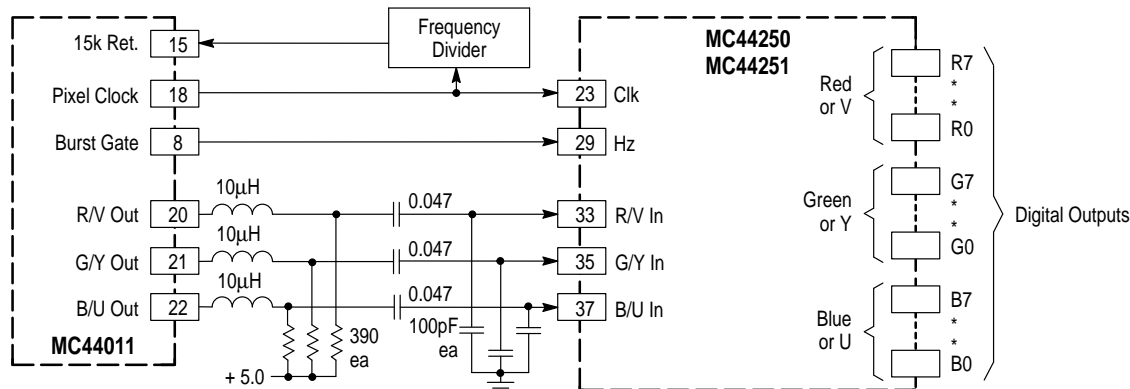 15k Ret.
15
Frequency
Divider
MC44250
MC44251
R7
*
*
R0
Red
or V
Pixel Clock
18
23
Clk
Burst Gate
8
29
Hz
10µH
0.047
R/V Out
20
33
R/V In
10µH
0.047
G/Y Out
21
35
G/Y In
10µH
0.047
B/U Out
22
37
B/U In
G7
*
*
G0
Green
or Y
Digital Outputs
B7
*
*
B0
Blue
or U
MC44011
390
ea
100pF
ea
+ 5.0